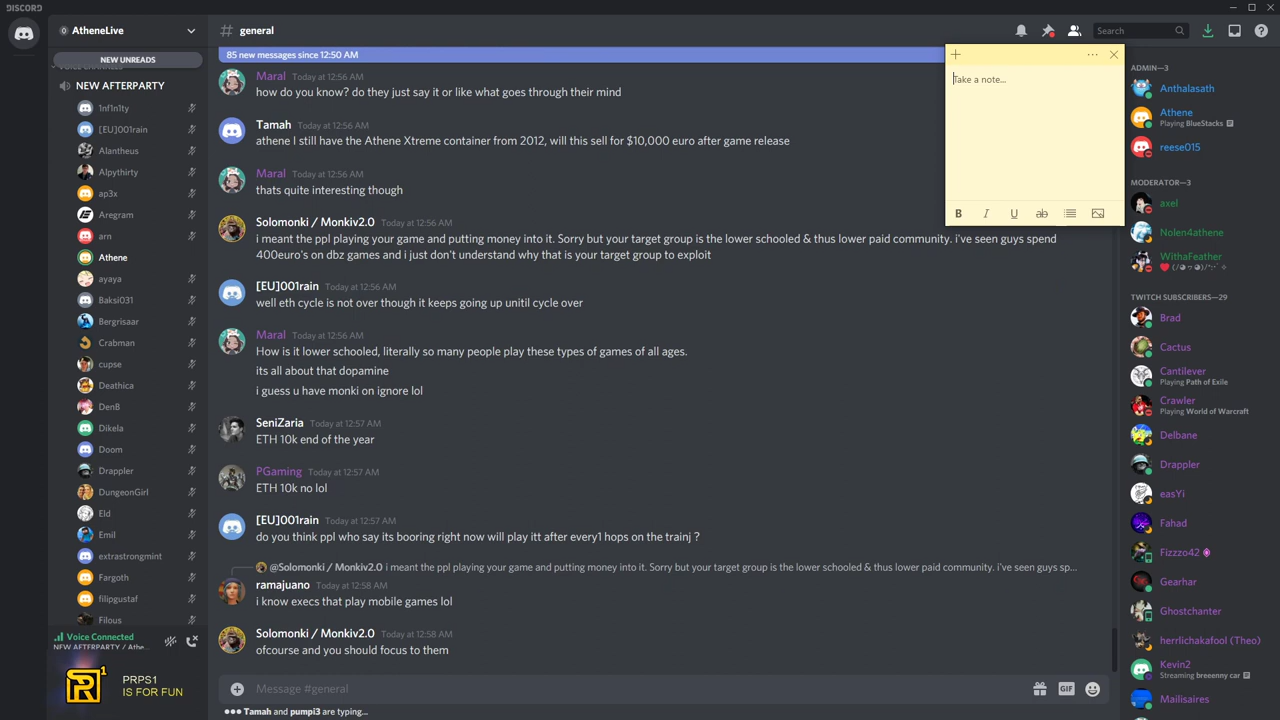 DISCORD
AtheneLive
NEW UNREADS
NEW AFTERPARTY
1nf1n1ty
[EU]001rain
Alantheus
Alpythirty
ap3x
Aregram
arn
Athene
ayaya
Baksi031
Bergrisaar
Crabman
cupse
Deathica
DenB
Dikela
Doom
Drappler
DungeonGirl
Eld
Emil
extrastrongmint
Fargoth
filipgustaf
Filous
Voice Connected
NEW AFTERPARTY / Athe...
PRPS1
IS FOR FUN
# general
Search
85 new messages since 12:50 AM
Maral Today at 12:56 AM
how do you know? do they just say it or like what goes through their mind
Tamah Today at 12:56 AM
athene I still have the Athene Xtreme container from 2012, will this sell for $10,000 euro after game release
Maral Today at 12:56 AM
thats quite interesting though
Solomonki / Monkiv2.0 Today at 12:56 AM
i meant the ppl playing your game and putting money into it. Sorry but your target group is the lower schooled & thus lower paid community. i've seen guys spend
400euro's on dbz games and i just don't understand why that is your target group to exploit
[EU]001rain Today at 12:56 AM
well eth cycle is not over though it keeps going up unitil cycle over
Maral Today at 12:56 AM
How is it lower schooled, literally so many people play these types of games of all ages.
its all about that dopamine
i guess u have monki on ignore lol
SeniZaria Today at 12:57 AM
ETH 10k end of the year
PGaming Today at 12:57 AM
ETH 10k no lol
[EU]001rain Today at 12:57 AM
do you think ppl who say its booring right now will play itt after every1 hops on the trainj ?
@Solomonki / Monkiv2.0 i meant the ppl playing your game and putting money into it. Sorry but your target group is the lower schooled & thus lower paid community. i've seen guys sp...
ramajuano Today at 12:58 AM
i know execs that play mobile games lol
Solomonki / Monkiv2.0 Today at 12:58 AM
ofcourse and you should focus to them
Message #general
GIF
Tamah and pumpi3 are typing...
Take a note...
B I U ab
ADMIN—3
Anthalasath
Athene
Playing BlueStacks
reese015
MODERATOR—3
axel
Nolen4athene
WithaFeather
TWITCH SUBSCRIBERS—29
Brad
Cactus
Cantilever
Playing Path of Exile
Crawler
Playing World of Warcraft
Delbane
Drappler
easYi
Fahad
Fizzzo42
Gearhar
Ghostchanter
herrlichakafool (Theo)
Kevin2
Streaming breeenny car
Mailisaires